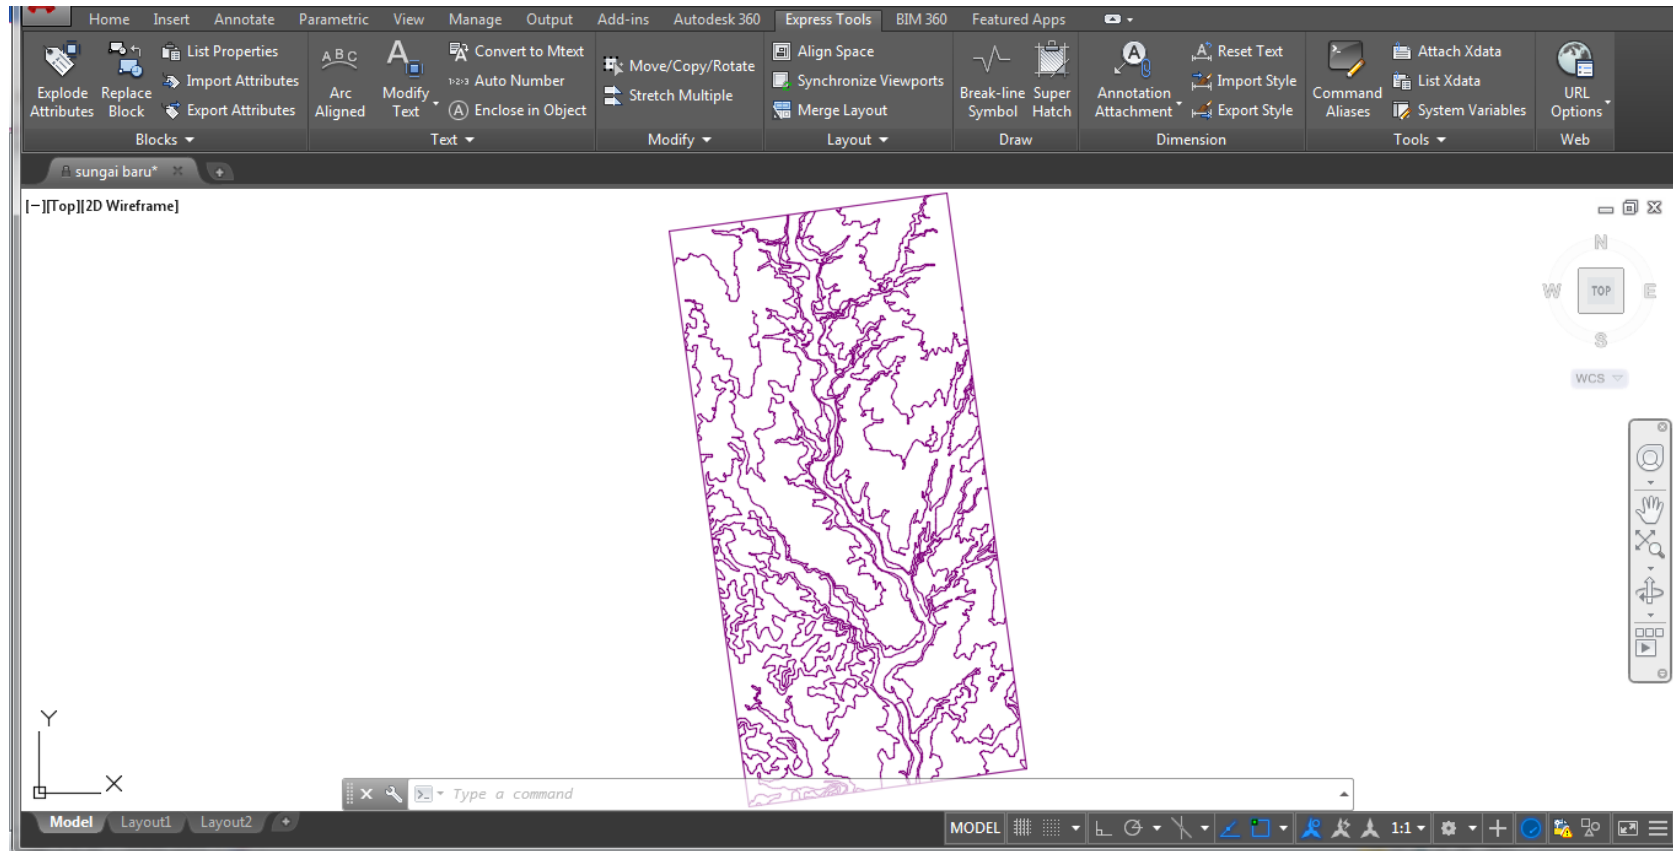 Home Insert Annotate Parametric View Manage Output Add-ins Autodesk 360 Express Tools BIM 360 Featured Apps
Explode Attributes
Replace Block
List Properties
Import Attributes
Export Attributes
Blocks
ABC
Arc Aligned
A
Modify Text
Convert to Mtext
1-2-3 Auto Number
A Enclose in Object
Text
Move/Copy/Rotate
Stretch Multiple
Modify
Align Space
Synchronize Viewports
Merge Layout
Layout
Break-line Symbol
Super Hatch
Draw
Annotation Attachment
Reset Text
Import Style
Export Style
Dimension
Command Aliases
Attach Xdata
List Xdata
System Variables
Tools
URL Options
Web
sungai baru*
[−][Top][2D Wireframe]
N
W TOP E
S
WCS
Y
X
Type a command
Model Layout1 Layout2
MODEL 1:1